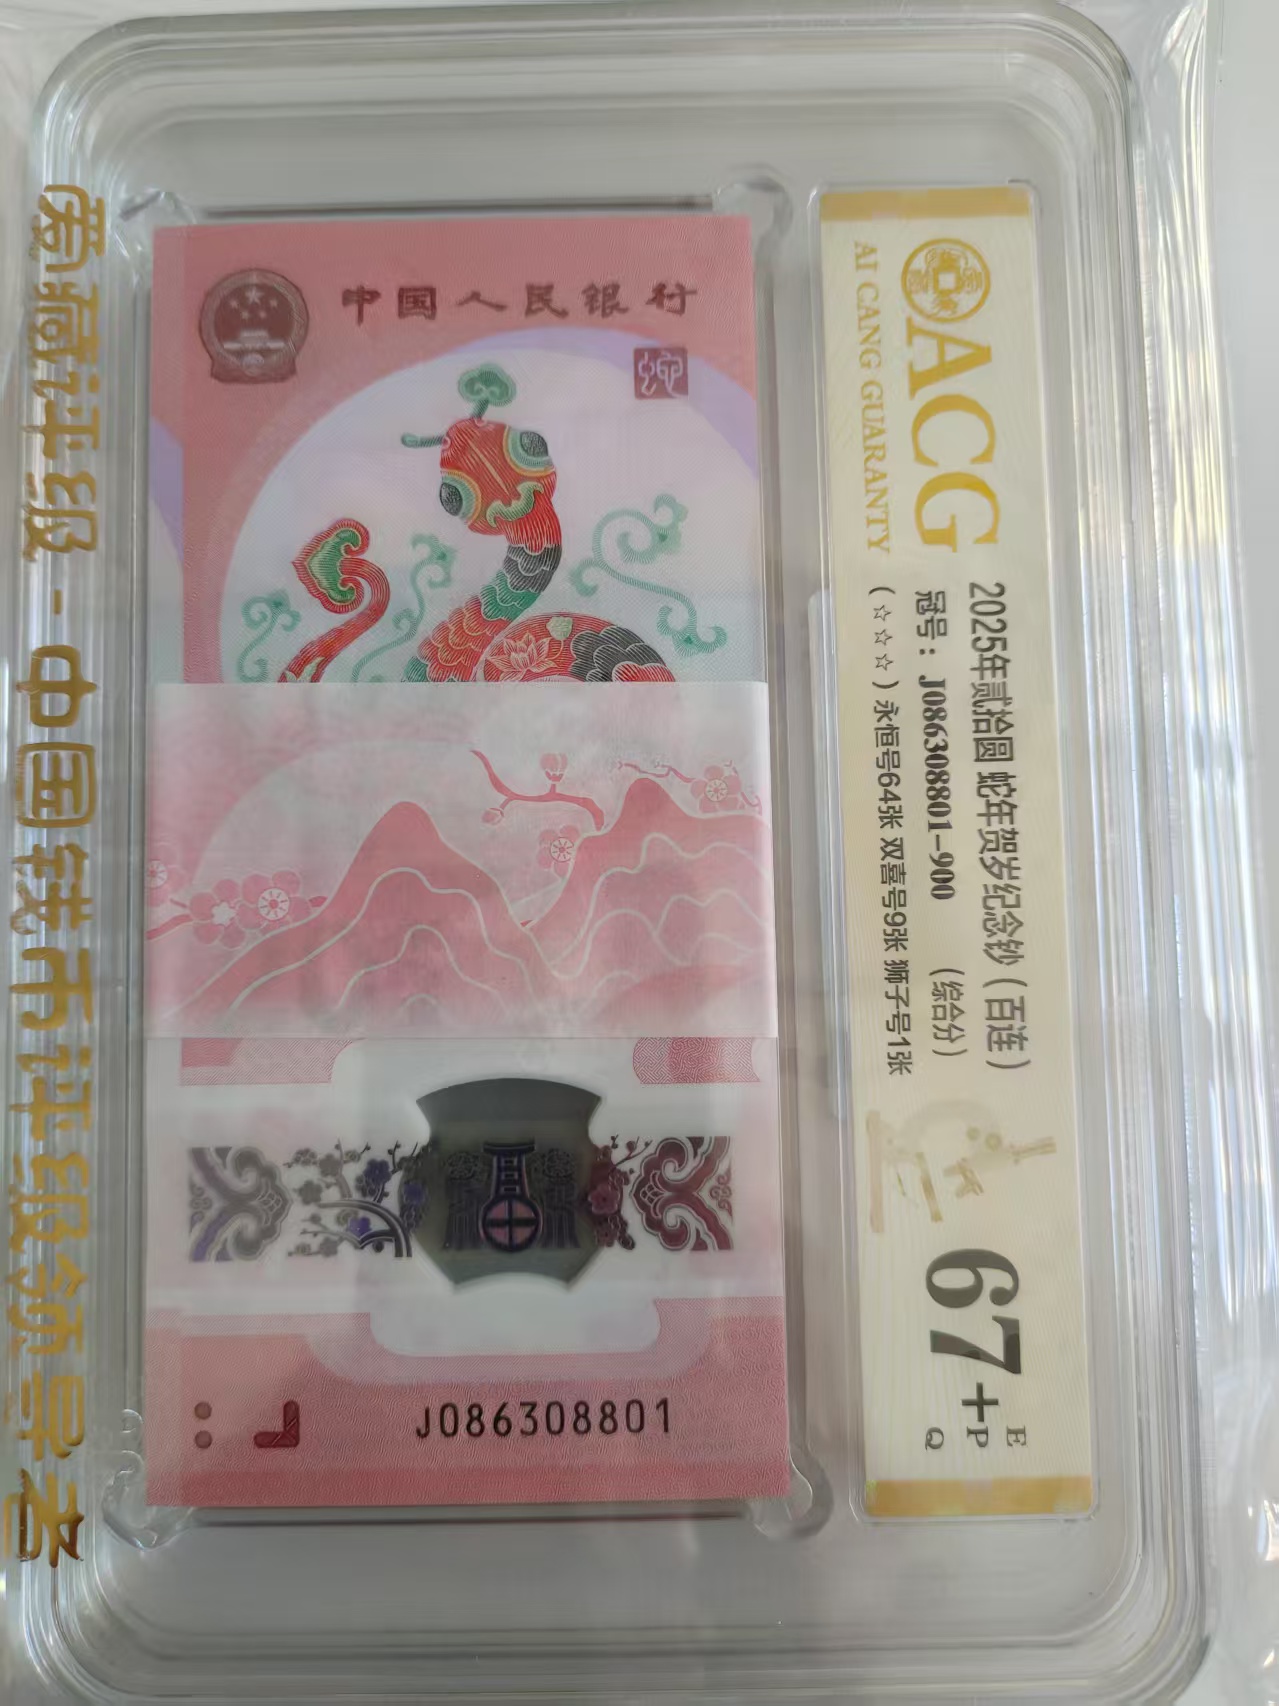 爱藏评级 - 中国钱币评级领导者
中国人民银行
J086308801
ACG
AI CANG GUARANTY
2025年贰拾圆 蛇年贺岁纪念钞（百连）
冠号：J086308801-900 （综合分）
（☆☆☆）永恒号64张 双喜号9张 狮子号1张
67+
E
P
Q